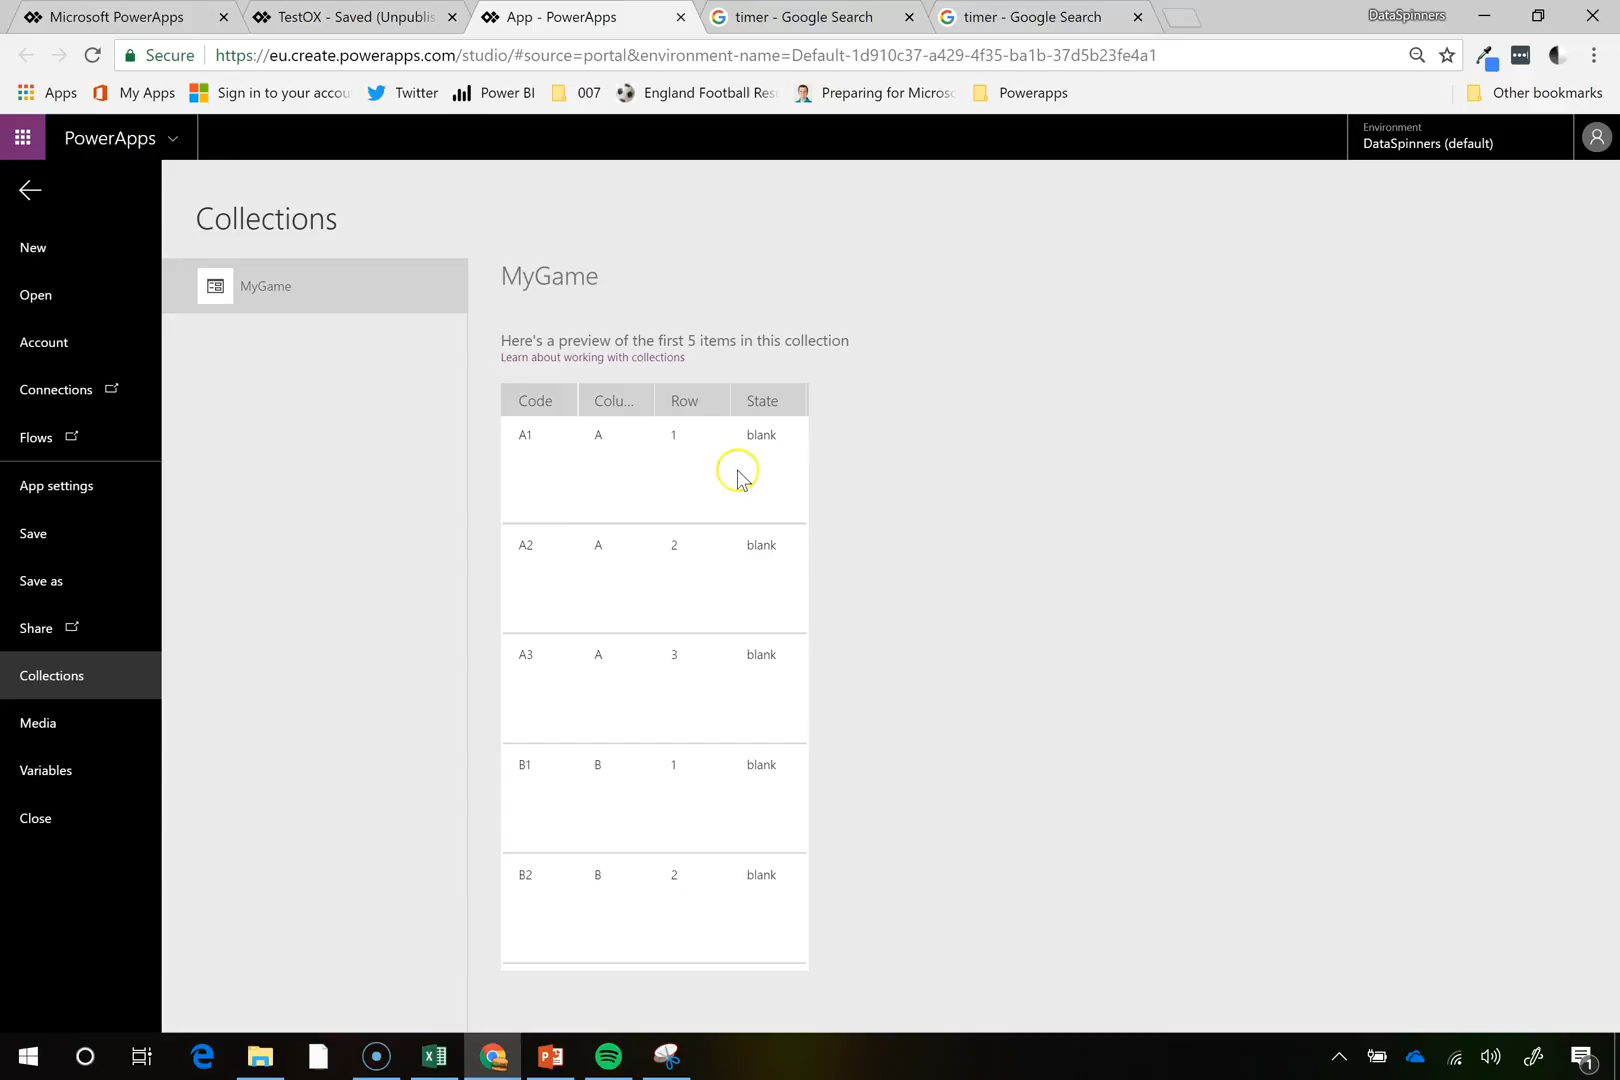 Microsoft PowerApps
TestOX - Saved (Unpublis
App - PowerApps
timer - Google Search
timer - Google Search
DataSpinners
Secure
https://eu.create.powerapps.com/studio/#source=portal&environment-name=Default-1d910c37-a429-4f35-ba1b-37d5b23fe4a1
Apps
My Apps
Sign in to your accou
Twitter
Power BI
007
England Football Res
Preparing for Microsc
Powerapps
Other bookmarks
PowerApps
Environment
DataSpinners (default)
New
Open
Account
Connections
Flows
App settings
Save
Save as
Share
Collections
Media
Variables
Close
Collections
MyGame
MyGame
Here's a preview of the first 5 items in this collection
Learn about working with collections
Code Colu... Row State
A1 A 1 blank
A2 A 2 blank
A3 A 3 blank
B1 B 1 blank
B2 B 2 blank
1